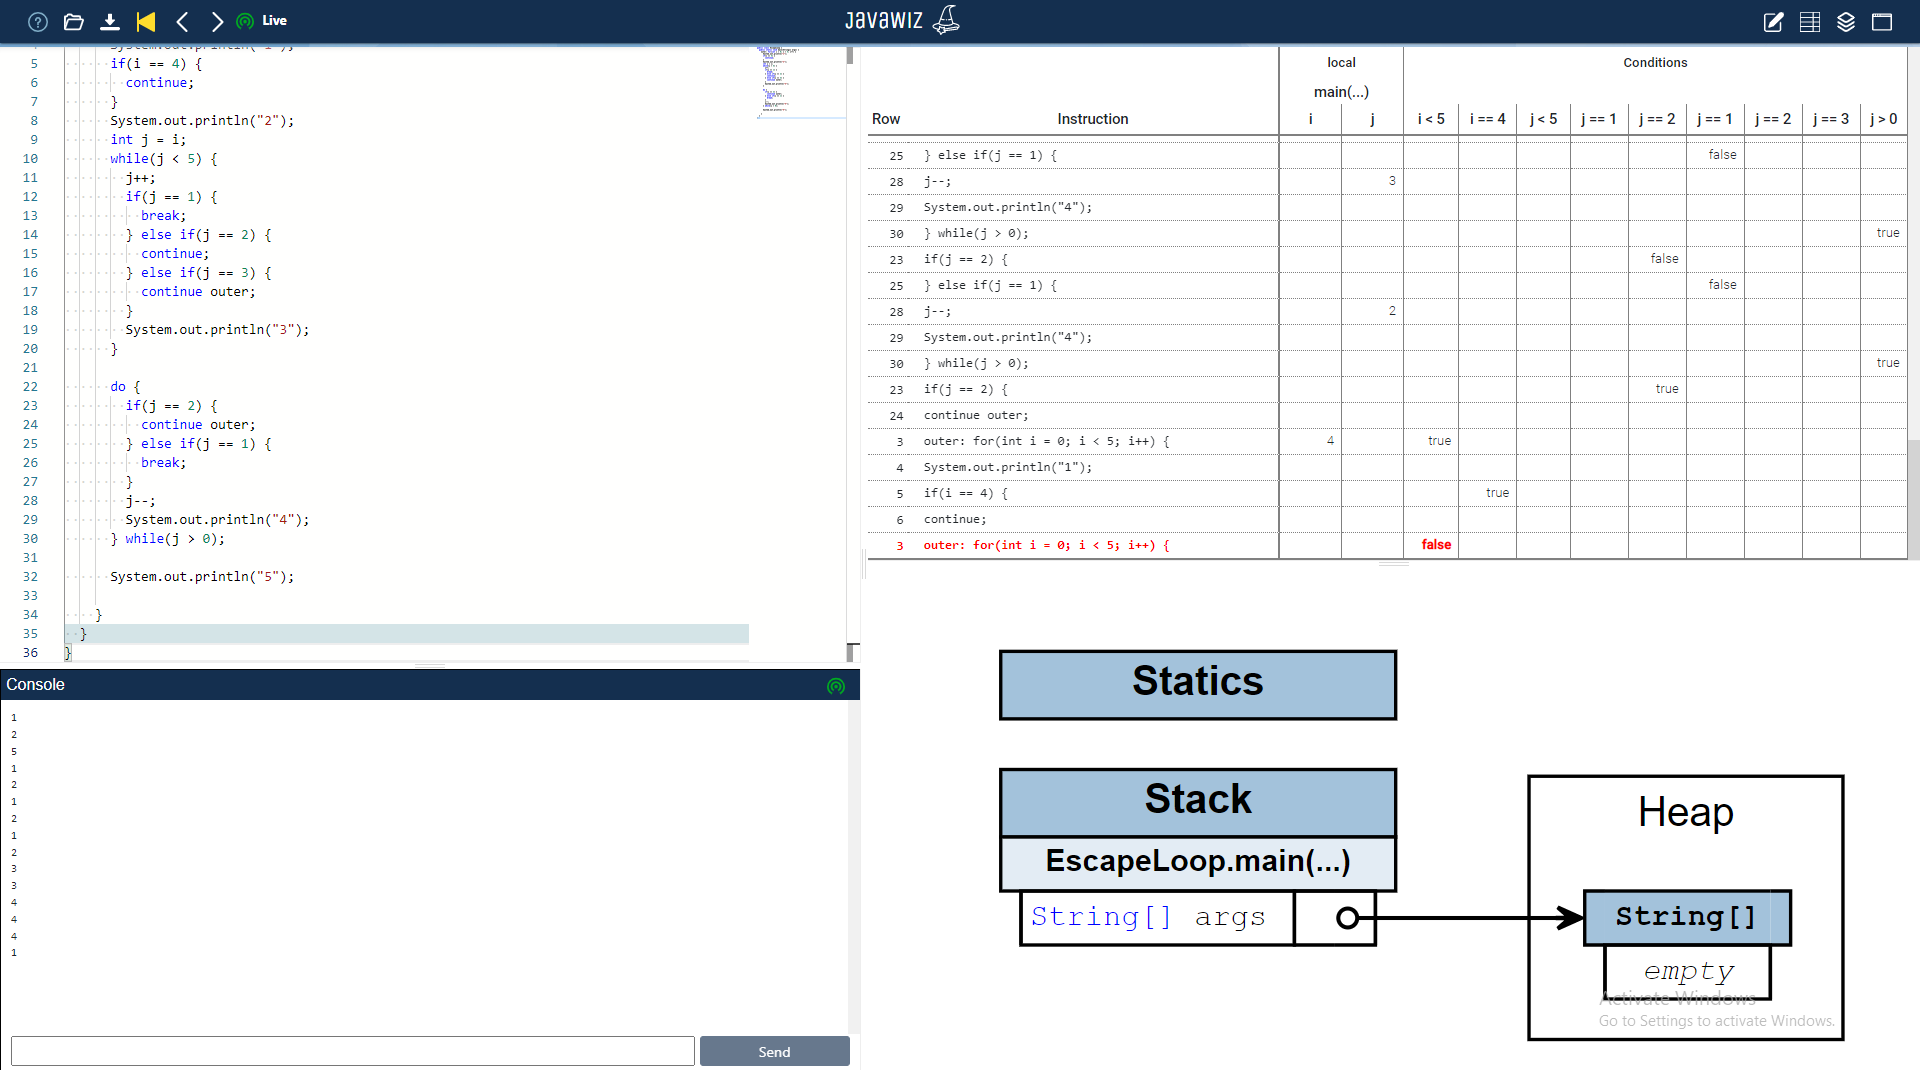 ? Live JavaWiz
4 System.out.println("1");
5 if(i == 4) {
6 continue;
7 }
8 System.out.println("2");
9 int j = i;
10 while(j < 5) {
11 j++;
12 if(j == 1) {
13 break;
14 } else if(j == 2) {
15 continue;
16 } else if(j == 3) {
17 continue outer;
18 }
19 System.out.println("3");
20 }
21
22 do {
23 if(j == 2) {
24 continue outer;
25 } else if(j == 1) {
26 break;
27 }
28 j--;
29 System.out.println("4");
30 } while(j > 0);
31
32 System.out.println("5");
33
34 }
35 }
36 }
Console
1
2
5
1
2
1
2
1
2
3
3
4
4
4
1
Send
local Conditions
main(...)
Row Instruction i j i < 5 i == 4 j < 5 j == 1 j == 2 j == 1 j == 2 j == 3 j > 0
25 } else if(j == 1) { false
28 j--; 3
29 System.out.println("4");
30 } while(j > 0); true
23 if(j == 2) { false
25 } else if(j == 1) { false
28 j--; 2
29 System.out.println("4");
30 } while(j > 0); true
23 if(j == 2) { true
24 continue outer;
3 outer: for(int i = 0; i < 5; i++) { 4 true
4 System.out.println("1");
5 if(i == 4) { true
6 continue;
3 outer: for(int i = 0; i < 5; i++) { false
Statics
Stack
EscapeLoop.main(...)
String[] args
Heap
String[]
empty
Activate Windows
Go to Settings to activate Windows.